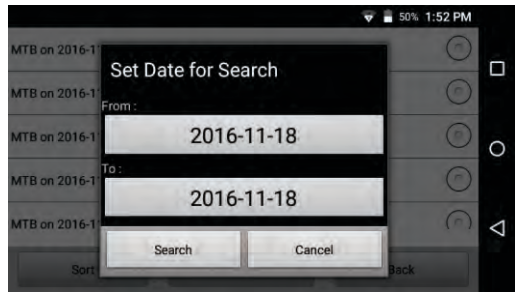 50% 1:52 PM
MTB on 2016-1
Set Date for Search
MTB on 2016-1
From :
2016-11-18
MTB on 2016-1
To :
MTB on 2016-1
2016-11-18
MTB on 2016-1
Search Cancel
Sort Back